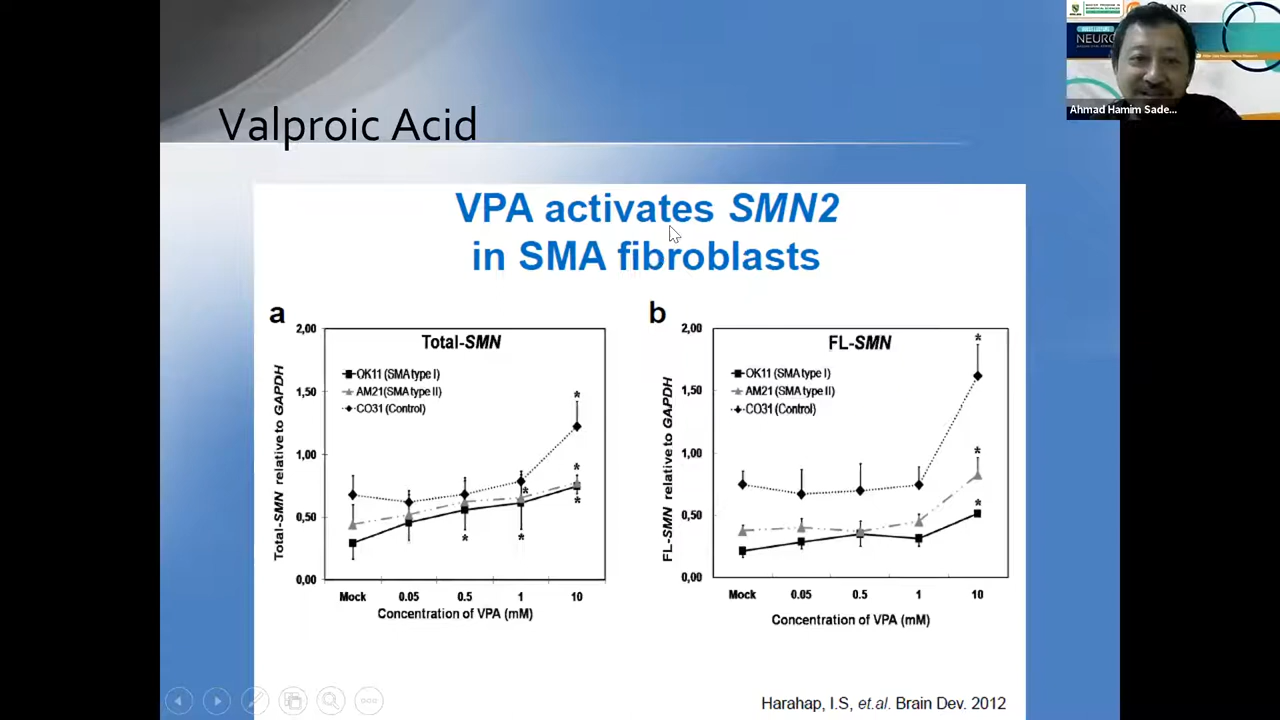 NEURO
Ahmad Hamim Sade...
Valproic Acid
VPA activates SMN2
in SMA fibroblasts
a
Total-SMN
2,00
1,50
1,00
0,50
0,00
OK11 (SMA type I)
AM21(SMA type II)
CO31 (Control)
Total-SMN relative to GAPDH
*
*
*
*
*
*
Mock 0.05 0.5 1 10
Concentration of VPA (mM)
b
FL-SMN
2,00
1,50
1,00
0,50
0,00
OK11 (SMA type I)
AM21 (SMA type II)
CO31 (Control)
FL-SMN relative to GAPDH
*
*
*
Mock 0.05 0.5 1 10
Concentration of VPA (mM)
Harahap, I.S, et.al. Brain Dev. 2012